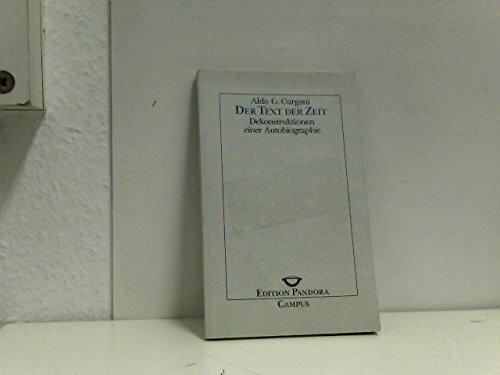 Aldo G. Gargani
DER TEXT DER ZEIT
Dekonstruktionen
einer Autobiographie
EDITION PANDORA
CAMPUS